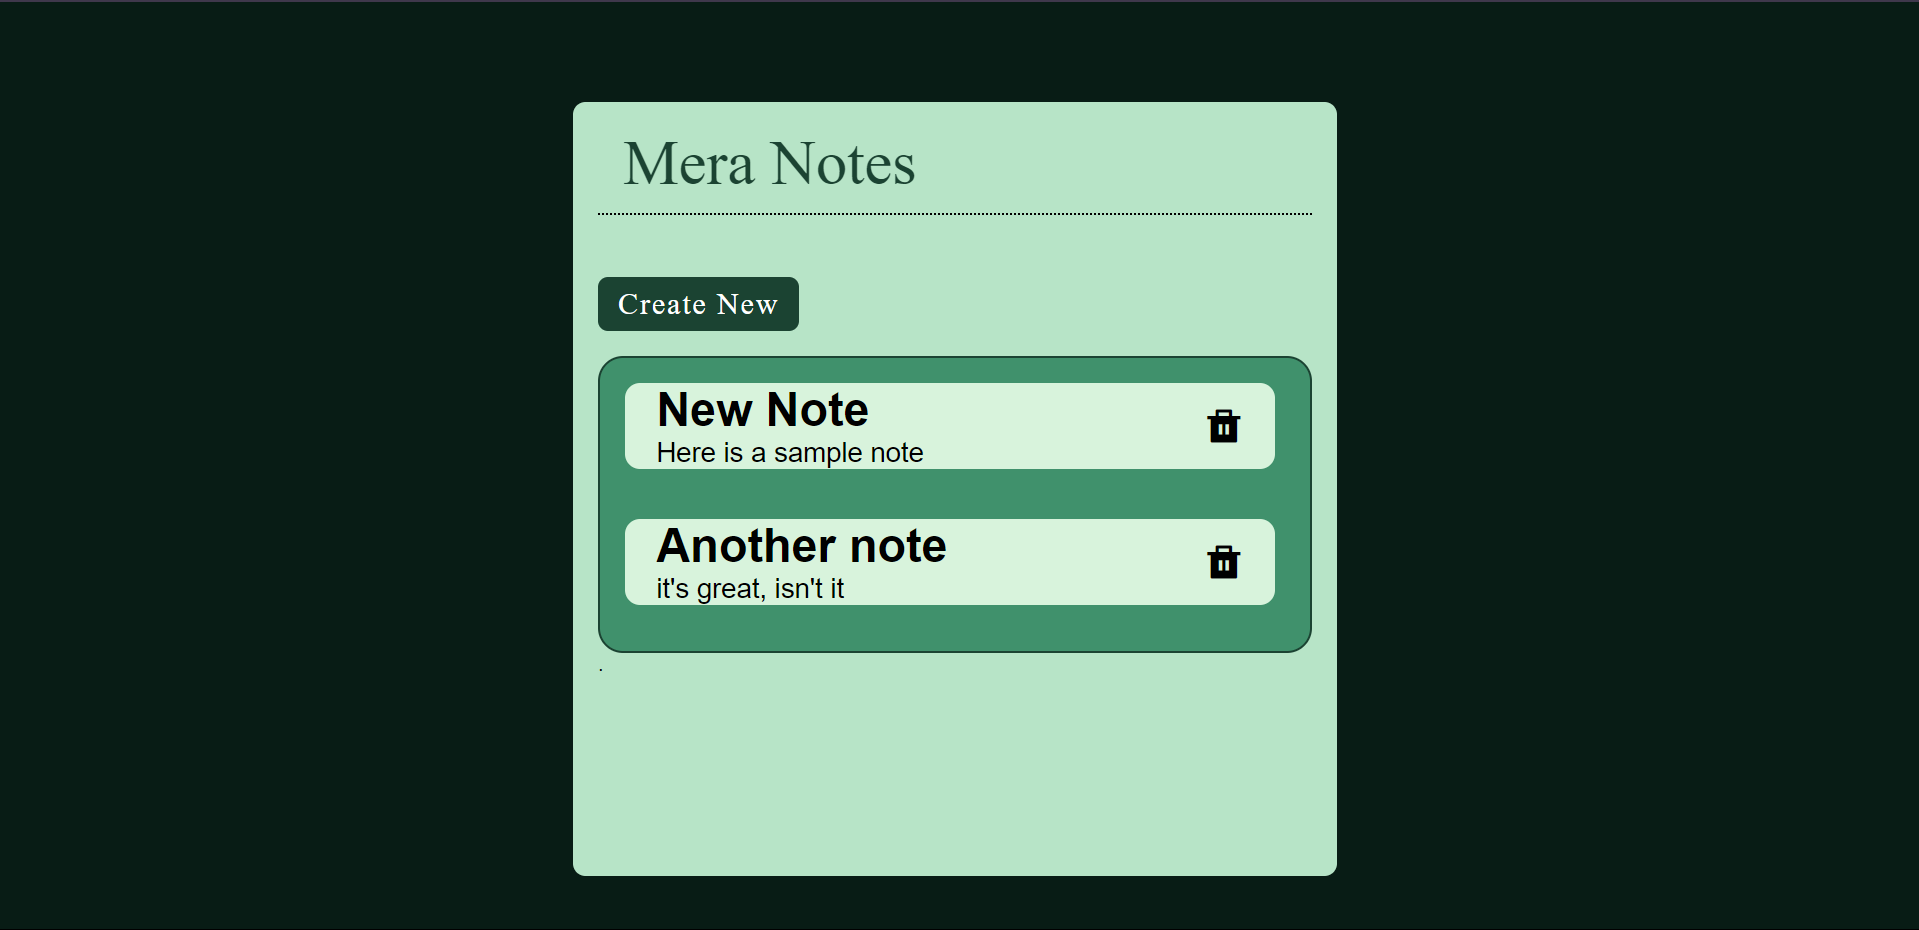 Mera Notes
Create New
New Note
Here is a sample note
Another note
it's great, isn't it
.